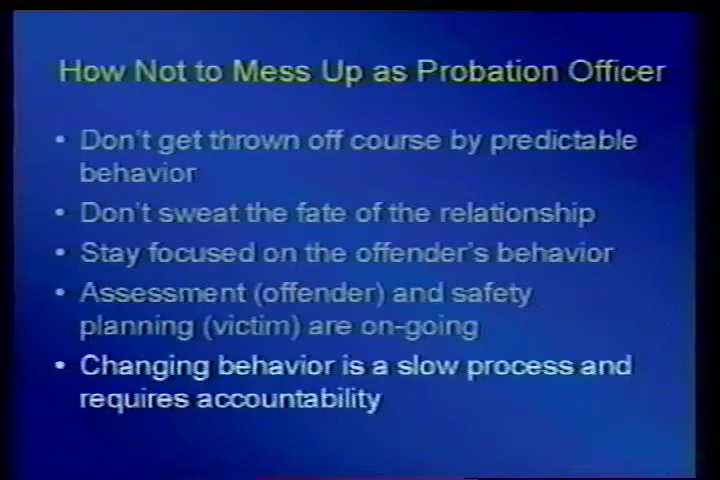 How Not to Mess Up as Probation Officer
• Don't get thrown off course by predictable
behavior
• Don't sweat the fate of the relationship
• Stay focused on the offender's behavior
• Assessment (offender) and safety
planning (victim) are on-going
• Changing behavior is a slow process and
requires accountability